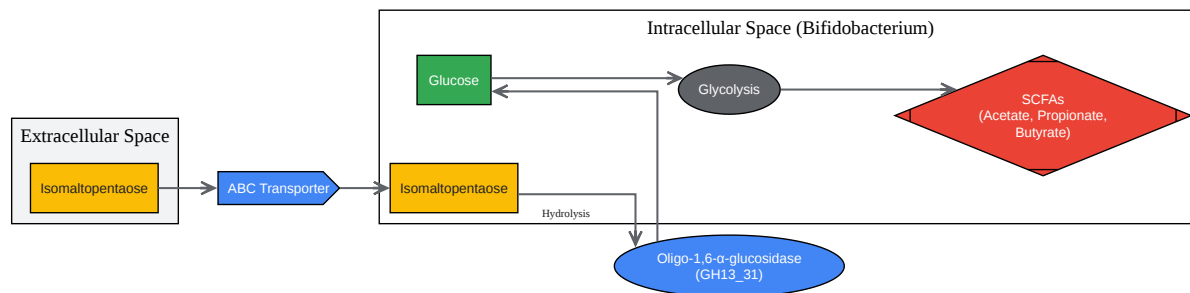 Intracellular Space (Bifidobacterium)
Glucose
Glycolysis
SCFAs
(Acetate, Propionate,
Butyrate)
Extracellular Space
Isomaltopentaose
ABC Transporter
Isomaltopentaose
Hydrolysis
Oligo-1,6-α-glucosidase
(GH13_31)